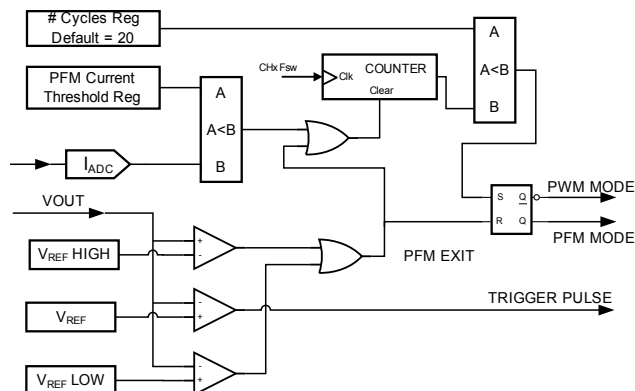 # Cycles Reg
Default = 20
A
A<B
B
PFM Current
Threshold Reg
A
A<B
B
CHx Fsw
Clk
COUNTER
Clear
IADC
VOUT
VREF HIGH
+
-
VREF
-
+
VREF LOW
-
+
S
Q
R
Q
PWM MODE
PFM MODE
PFM EXIT
TRIGGER PULSE